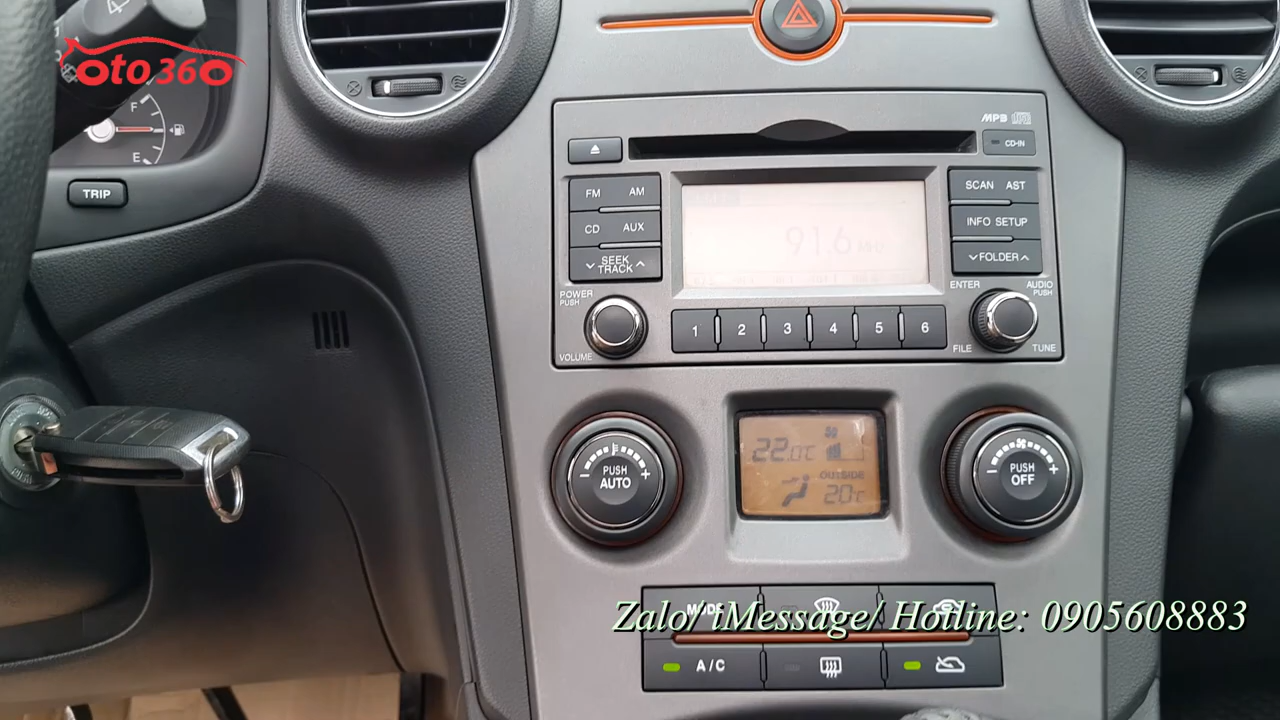 oto360
F
E
TRIP
MP3
CD-IN
FM AM
CD AUX
SEEK
TRACK
SCAN AST
INFO SETUP
FOLDER
91.6 MHz
POWER
PUSH
VOLUME
1 2 3 4 5 6
ENTER
AUDIO
PUSH
FILE
TUNE
PUSH
AUTO
22.0°C
OUTSIDE
20°C
PUSH
OFF
MODE
Zalo/ iMessage/ Hotline: 0905608883
A/C